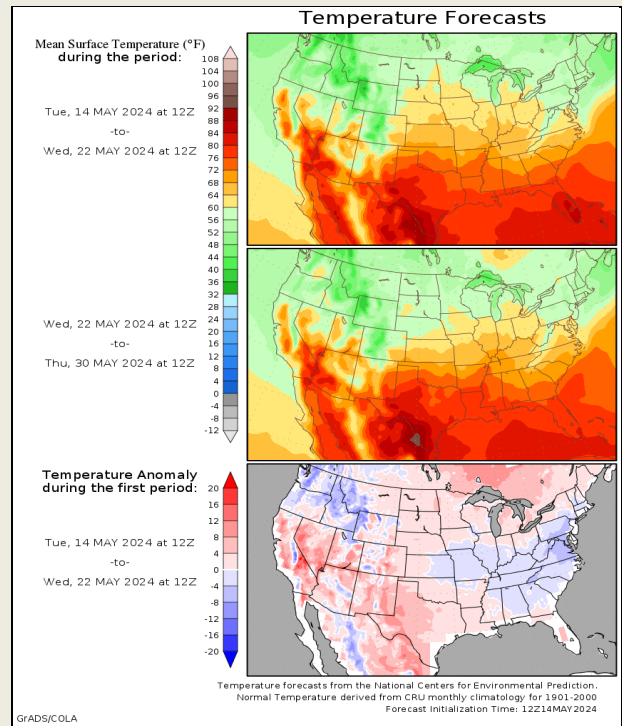 Temperature Forecasts
Mean Surface Temperature (°F)
during the period:
108
104
100
96
92
88
84
80
76
72
68
64
60
56
52
48
44
40
36
32
28
24
20
16
12
8
4
0
-4
-8
-12
Tue, 14 MAY 2024 at 12Z
-to-
Wed, 22 MAY 2024 at 12Z
Wed, 22 MAY 2024 at 12Z
-to-
Thu, 30 MAY 2024 at 12Z
Temperature Anomaly
during the first period:
20
16
12
8
4
0
-4
-8
-12
-16
-20
Tue, 14 MAY 2024 at 12Z
-to-
Wed, 22 MAY 2024 at 12Z
Temperature forecasts from the National Centers for Environmental Prediction.
Normal Temperature derived from CRU monthly climatology for 1901-2000
Forecast Initialization Time: 12Z14MAY2024
GrADS/COLA